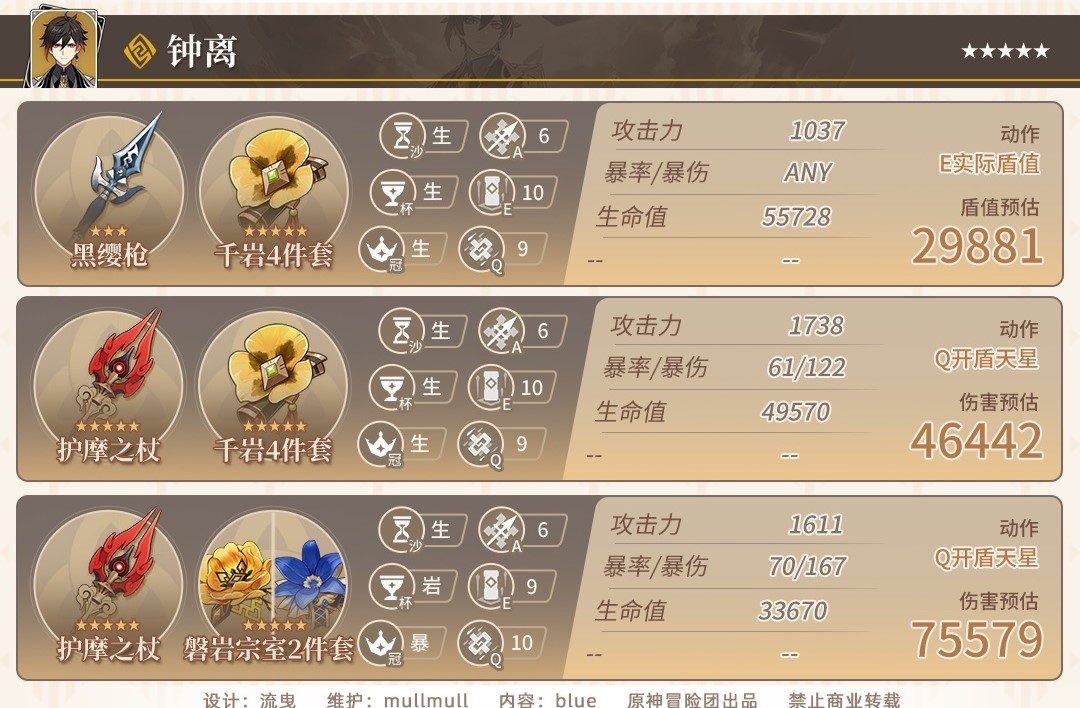 钟离
★★★★★
★★★
黑缨枪
★★★★★
千岩4件套
沙 生
A 6
杯 生
E 10
冠 生
Q 9
攻击力 1037
暴率/暴伤 ANY
生命值 55728
-- --
动作
E实际盾值
盾值预估
29881
★★★★★
护摩之杖
★★★★★
千岩4件套
沙 生
A 6
杯 生
E 10
冠 生
Q 9
攻击力 1738
暴率/暴伤 61/122
生命值 49570
-- --
动作
Q开盾天星
伤害预估
46442
★★★★★
护摩之杖
★★★★★
磐岩宗室2件套
沙 生
A 6
杯 岩
E 9
冠 暴
Q 10
攻击力 1611
暴率/暴伤 70/167
生命值 33670
-- --
动作
Q开盾天星
伤害预估
75579
设计：流曳 维护：mullmull 内容：blue 原神冒险团出品 禁止商业转载